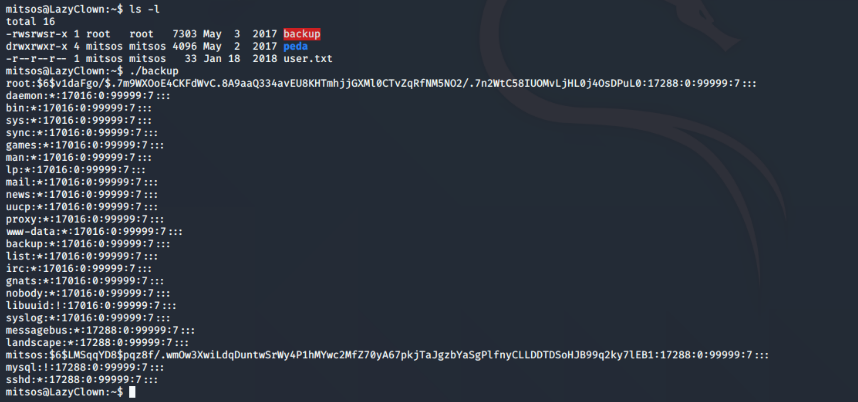 mitsos@LazyClown:~$ ls -l
total 16
-rwsrwsr-x 1 root   root   7303 May  3  2017 backup
drwxrwxr-x 4 mitsos mitsos 4096 May  2  2017 peda
-r--r--r-- 1 mitsos mitsos   33 Jan 18  2018 user.txt
mitsos@LazyClown:~$ ./backup
root:$6$v1daFgo/$.7m9WXOoE4CKFdWvC.8A9aaQ334avEU8KHTmhjjGXMl0CTvZqRfNM5NO2/.7n2WtC58IUOMvLjHL0j4OsDPuL0:17288:0:99999:7:::
daemon:*:17016:0:99999:7:::
bin:*:17016:0:99999:7:::
sys:*:17016:0:99999:7:::
sync:*:17016:0:99999:7:::
games:*:17016:0:99999:7:::
man:*:17016:0:99999:7:::
lp:*:17016:0:99999:7:::
mail:*:17016:0:99999:7:::
news:*:17016:0:99999:7:::
uucp:*:17016:0:99999:7:::
proxy:*:17016:0:99999:7:::
www-data:*:17016:0:99999:7:::
backup:*:17016:0:99999:7:::
list:*:17016:0:99999:7:::
irc:*:17016:0:99999:7:::
gnats:*:17016:0:99999:7:::
nobody:*:17016:0:99999:7:::
libuuid:!:17016:0:99999:7:::
syslog:*:17016:0:99999:7:::
messagebus:*:17288:0:99999:7:::
landscape:*:17288:0:99999:7:::
mitsos:$6$LMSqqYD8$pqz8f/.wmOw3XwiLdqDuntwSrWy4P1hMYwc2MfZ70yA67pkjTaJgzbYaSgPlfnyCLLDDTDSoHJB99q2ky7lEB1:17288:0:99999:7:::
mysql:!:17288:0:99999:7:::
sshd:*:17288:0:99999:7:::
mitsos@LazyClown:~$